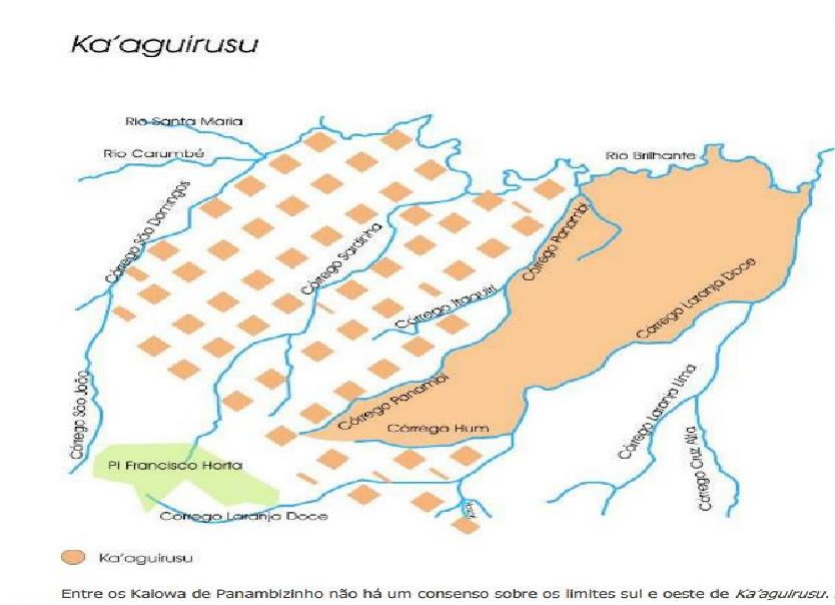 Ka'aguirusu
Rio Santa Maria
Rio Carumbé
Rio Brilhante
Córrego São Domingos
Córrego Sardinha
Córrego Panambi
Córrego Itaquiri
Córrego Laranja Doce
Córrego São João
Córrego Panambi
Córrego Hum
Córrego Laranja Lima
Córrego Cruz Alta
PI Francisco Horta
Córrego Laranja Doce
Ka'aguirusu
Entre os Kaiowa de Panambizinho não há um consenso sobre os limites sul e oeste de Ka'aguirusu.